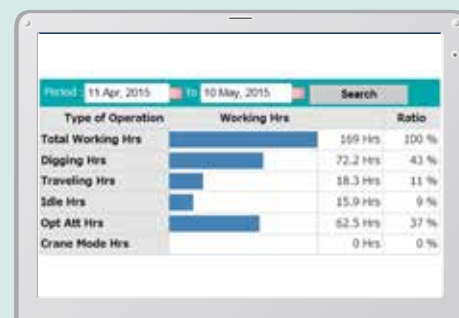 Period : 11 Apr, 2015 to 10 May, 2015 Search
Type of Operation Working Hrs Ratio
Total Working Hrs 169 Hrs 100 %
Digging Hrs 72.2 Hrs 43 %
Traveling Hrs 18.3 Hrs 11 %
Idle Hrs 15.9 Hrs 9 %
Opt Att Hrs 62.5 Hrs 37 %
Crane Mode Hrs 0 Hrs 0 %